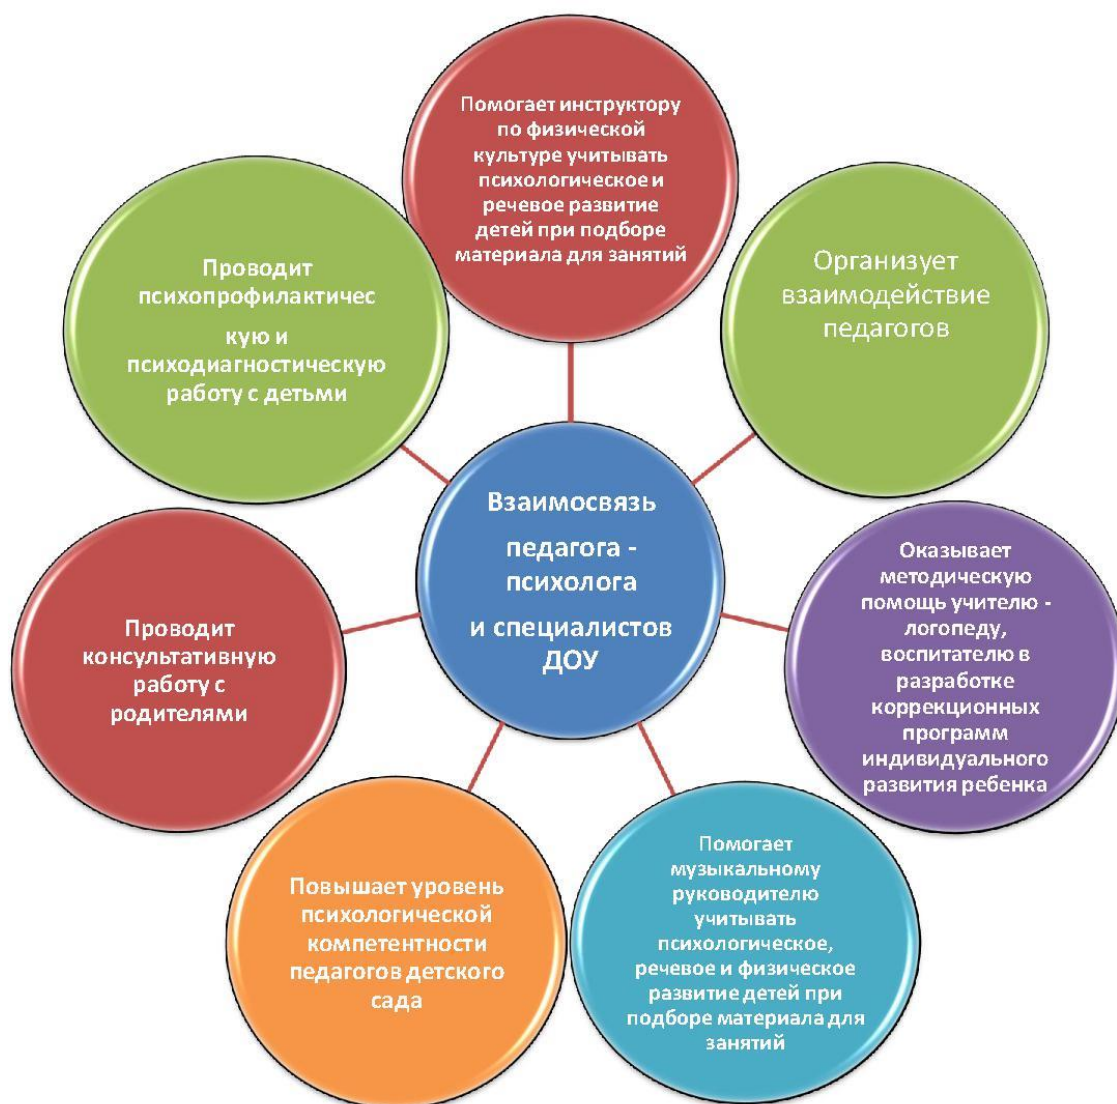 Помогает инструктору
по физической
культуре учитывать
психологическое и
речевое развитие
детей при подборе
материала для занятий
Организует
взаимодействие
педагогов
Оказывает
методическую
помощь учителю -
логопеду,
воспитателю в
разработке
коррекционных
программ
индивидуального
развития ребенка
Помогает
музыкальному
руководителю
учитывать
психологическое,
речевое и физическое
развитие детей при
подборе материала для
занятий
Повышает уровень
психологической
компетентности
педагогов детского
сада
Проводит
консультативную
работу с
родителями
Проводит
психопрофилактичес
кую и
психодиагностическую
работу с детьми
Взаимосвязь
педагога -
психолога
и специалистов
ДОУ